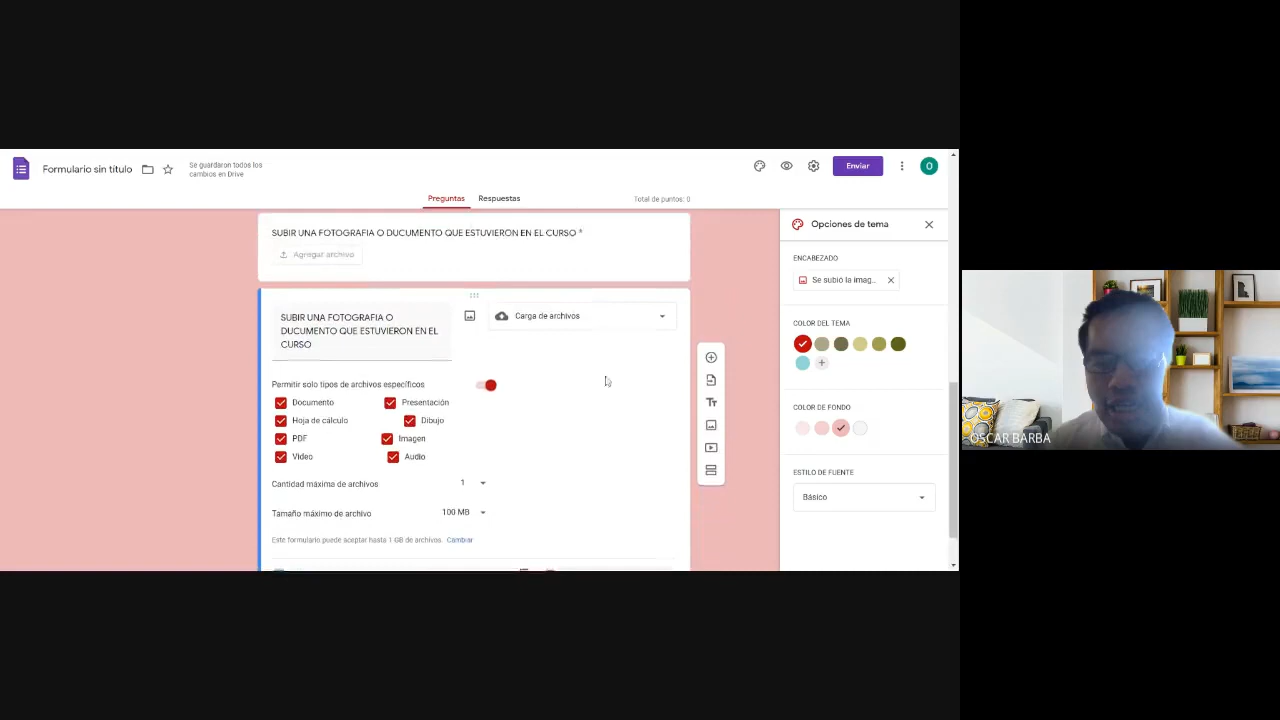 Formulario sin título
Se guardaron todos los
cambios en Drive
Enviar
O
Preguntas
Respuestas
Total de puntos: 0
SUBIR UNA FOTOGRAFIA O DUCUMENTO QUE ESTUVIERON EN EL CURSO *
Agregar archivo
SUBIR UNA FOTOGRAFIA O
DUCUMENTO QUE ESTUVIERON EN EL
CURSO
Carga de archivos
Permitir solo tipos de archivos específicos
Documento
Presentación
Hoja de cálculo
Dibujo
PDF
Imagen
Video
Audio
Cantidad máxima de archivos
1
Tamaño máximo de archivo
100 MB
Este formulario puede aceptar hasta 1 GB de archivos. Cambiar
Tт
Opciones de tema
ENCABEZADO
Se subió la imag...
COLOR DEL TEMA
COLOR DE FONDO
ESTILO DE FUENTE
Básico
OSCAR BARBA